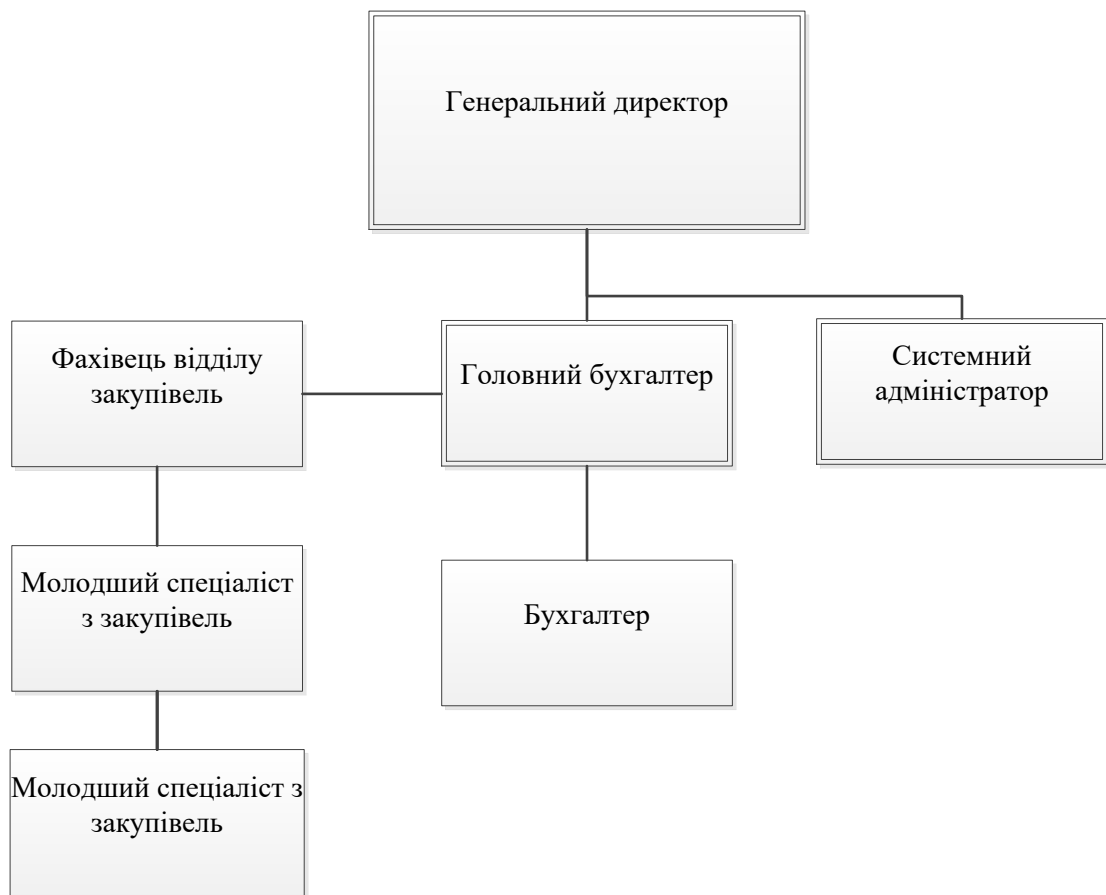 Генеральний директор
Фахівець відділу
закупівель
Головний бухгалтер
Системний
адміністратор
Молодший спеціаліст
з закупівель
Бухгалтер
Молодший спеціаліст з
закупівель